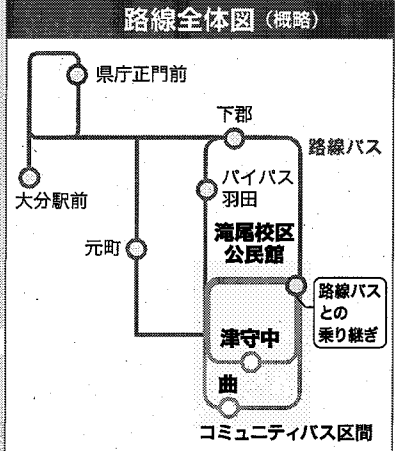 路線全体図(概略)
県庁正門前
下郡
路線バス
大分駅前
バイパス
羽田
元町
滝尾校区
公民館
路線バス
との
乗り継ぎ
津守中
曲
コミュニティバス区間